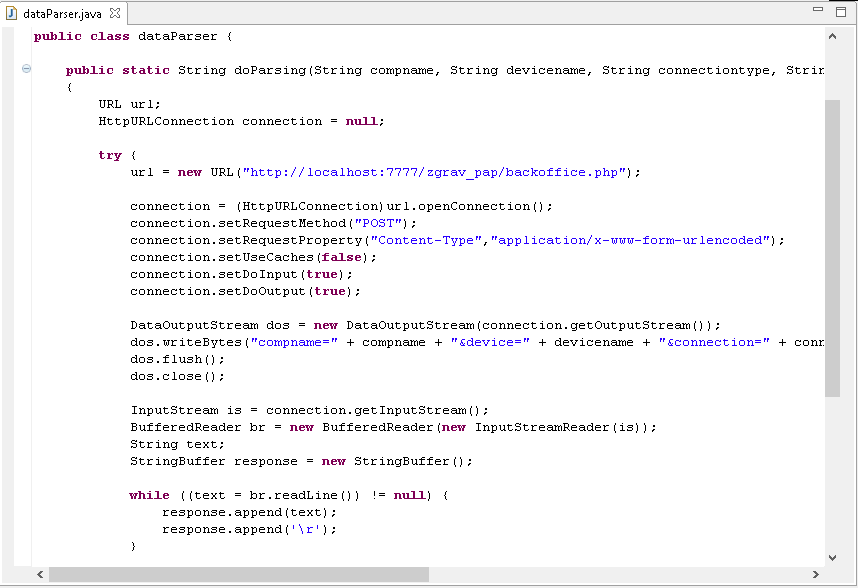 dataParser.java
public class dataParser {
public static String doParsing(String compname, String devicename, String connectiontype, Strin
{
URL url;
HttpURLConnection connection = null;
try {
url = new URL("http://localhost:7777/zgrav_pap/backoffice.php");
connection = (HttpURLConnection)url.openConnection();
connection.setRequestMethod("POST");
connection.setRequestProperty("Content-Type","application/x-www-form-urlencoded");
connection.setUseCaches(false);
connection.setDoInput(true);
connection.setDoOutput(true);
DataOutputStream dos = new DataOutputStream(connection.getOutputStream());
dos.writeBytes("compname=" + compname + "&device=" + devicename + "&connection=" + conn
dos.flush();
dos.close();
InputStream is = connection.getInputStream();
BufferedReader br = new BufferedReader(new InputStreamReader(is));
String text;
StringBuffer response = new StringBuffer();
while ((text = br.readLine()) != null) {
response.append(text);
response.append('\r');
}